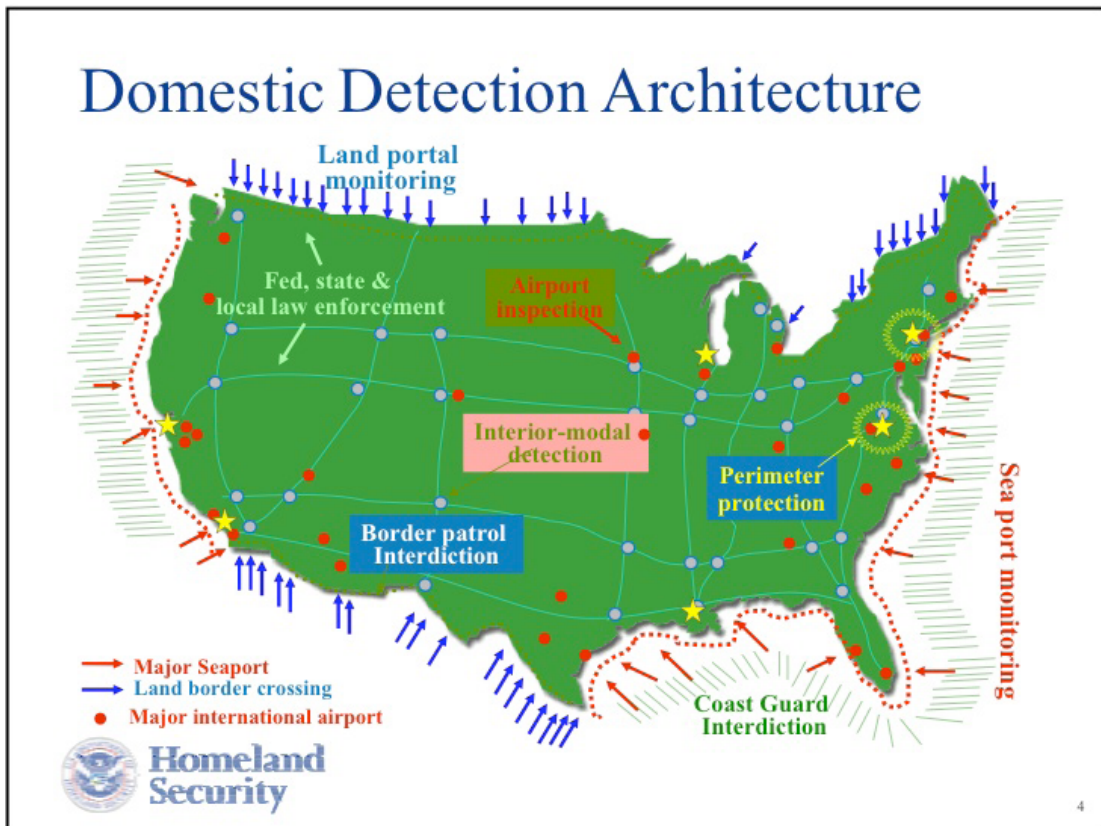 Domestic Detection Architecture
Land portal
monitoring
Fed, state &
local law enforcement
Airport
inspection
Interior-modal
detection
Perimeter
protection
Border patrol
Interdiction
Sea port monitoring
Major Seaport
Land border crossing
Major international airport
Coast Guard
Interdiction
Homeland
Security
4